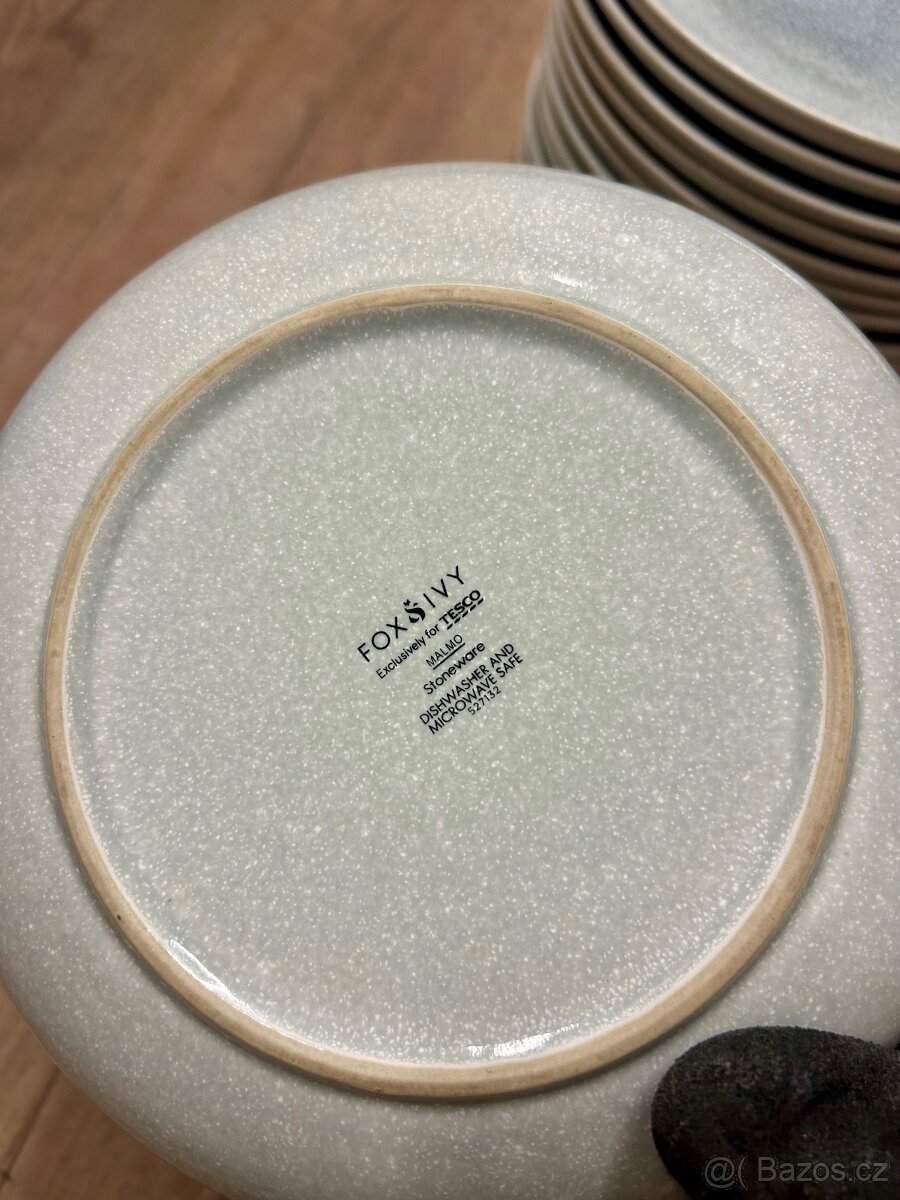 FOX & IVY
Exclusively for TESCO
MALMO
Stoneware
DISHWASHER AND
MICROWAVE SAFE
527132
@( Bazos.cz